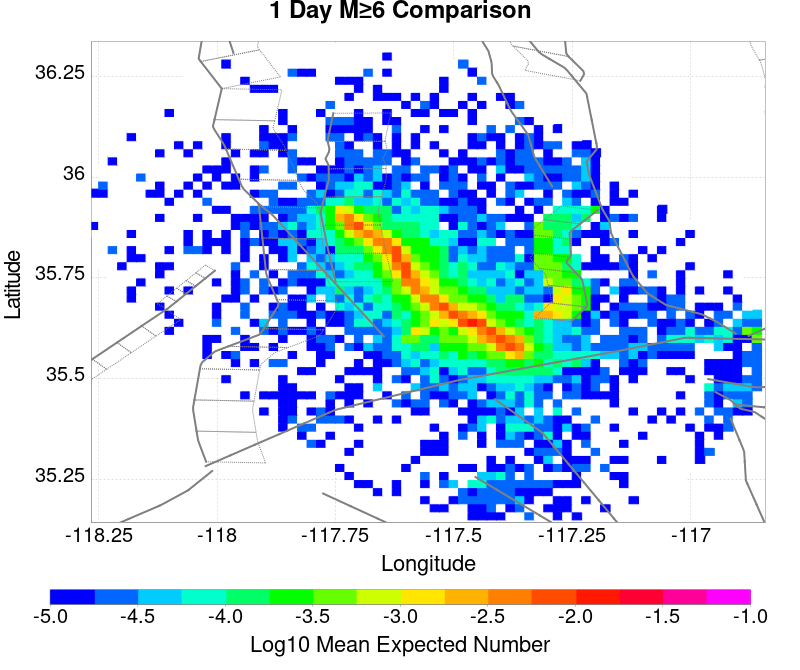 1 Day M≥6 Comparison
36.25
36
35.75
35.5
35.25
Latitude
-118.25 -118 -117.75 -117.5 -117.25 -117
Longitude
-5.0 -4.5 -4.0 -3.5 -3.0 -2.5 -2.0 -1.5 -1.0
Log10 Mean Expected Number